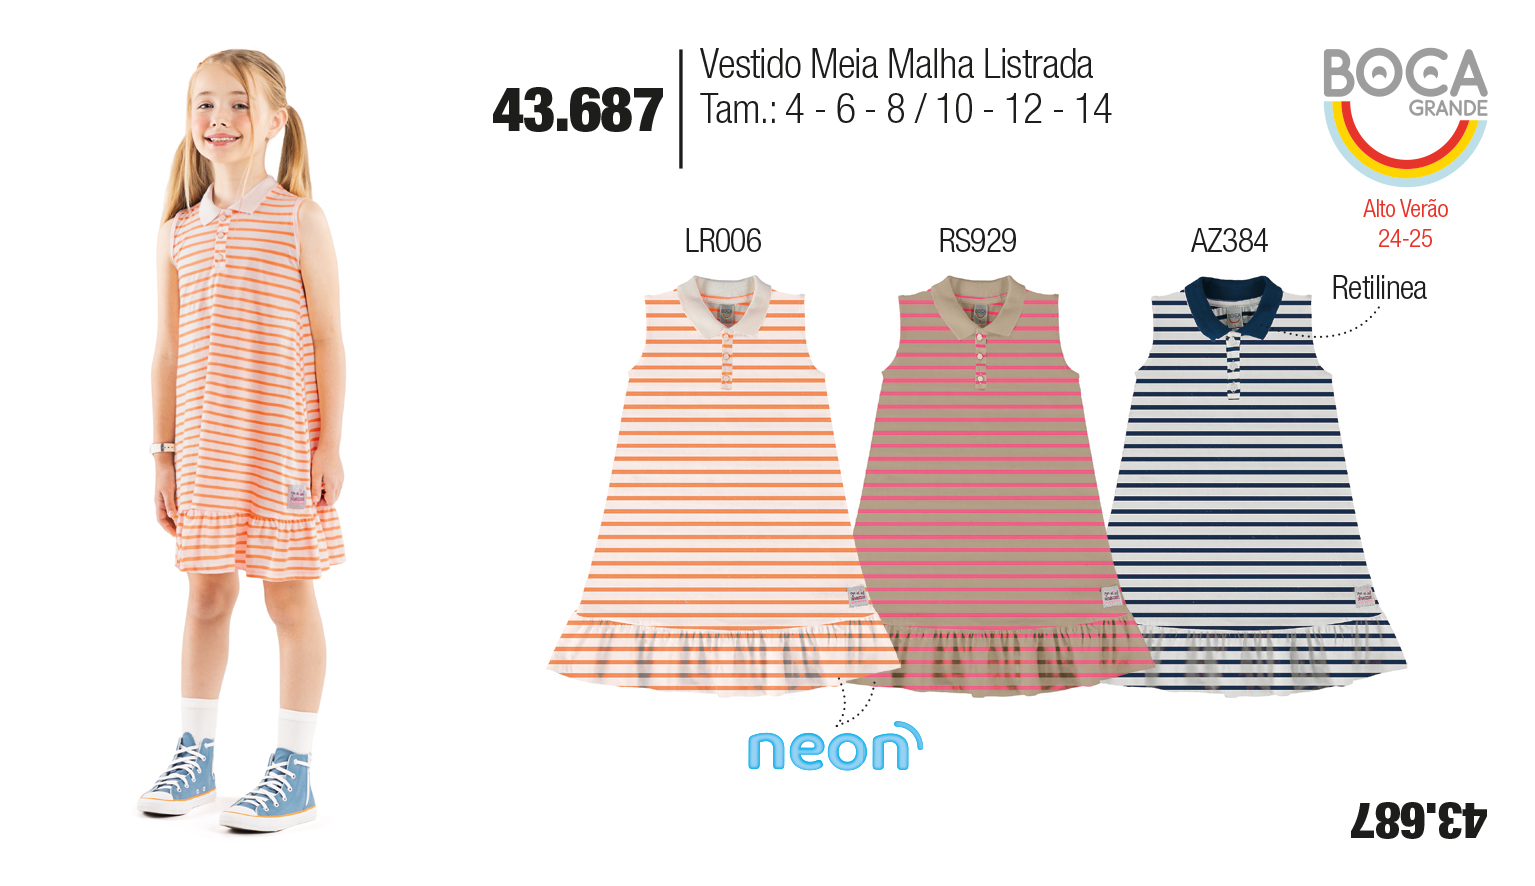 43.687
Vestido Meia Malha Listrada
Tam.: 4 - 6 - 8 / 10 - 12 - 14
BOCA
GRANDE
Alto Verão
24-25
LR006
RS929
AZ384
Retilinea
neon
43.687